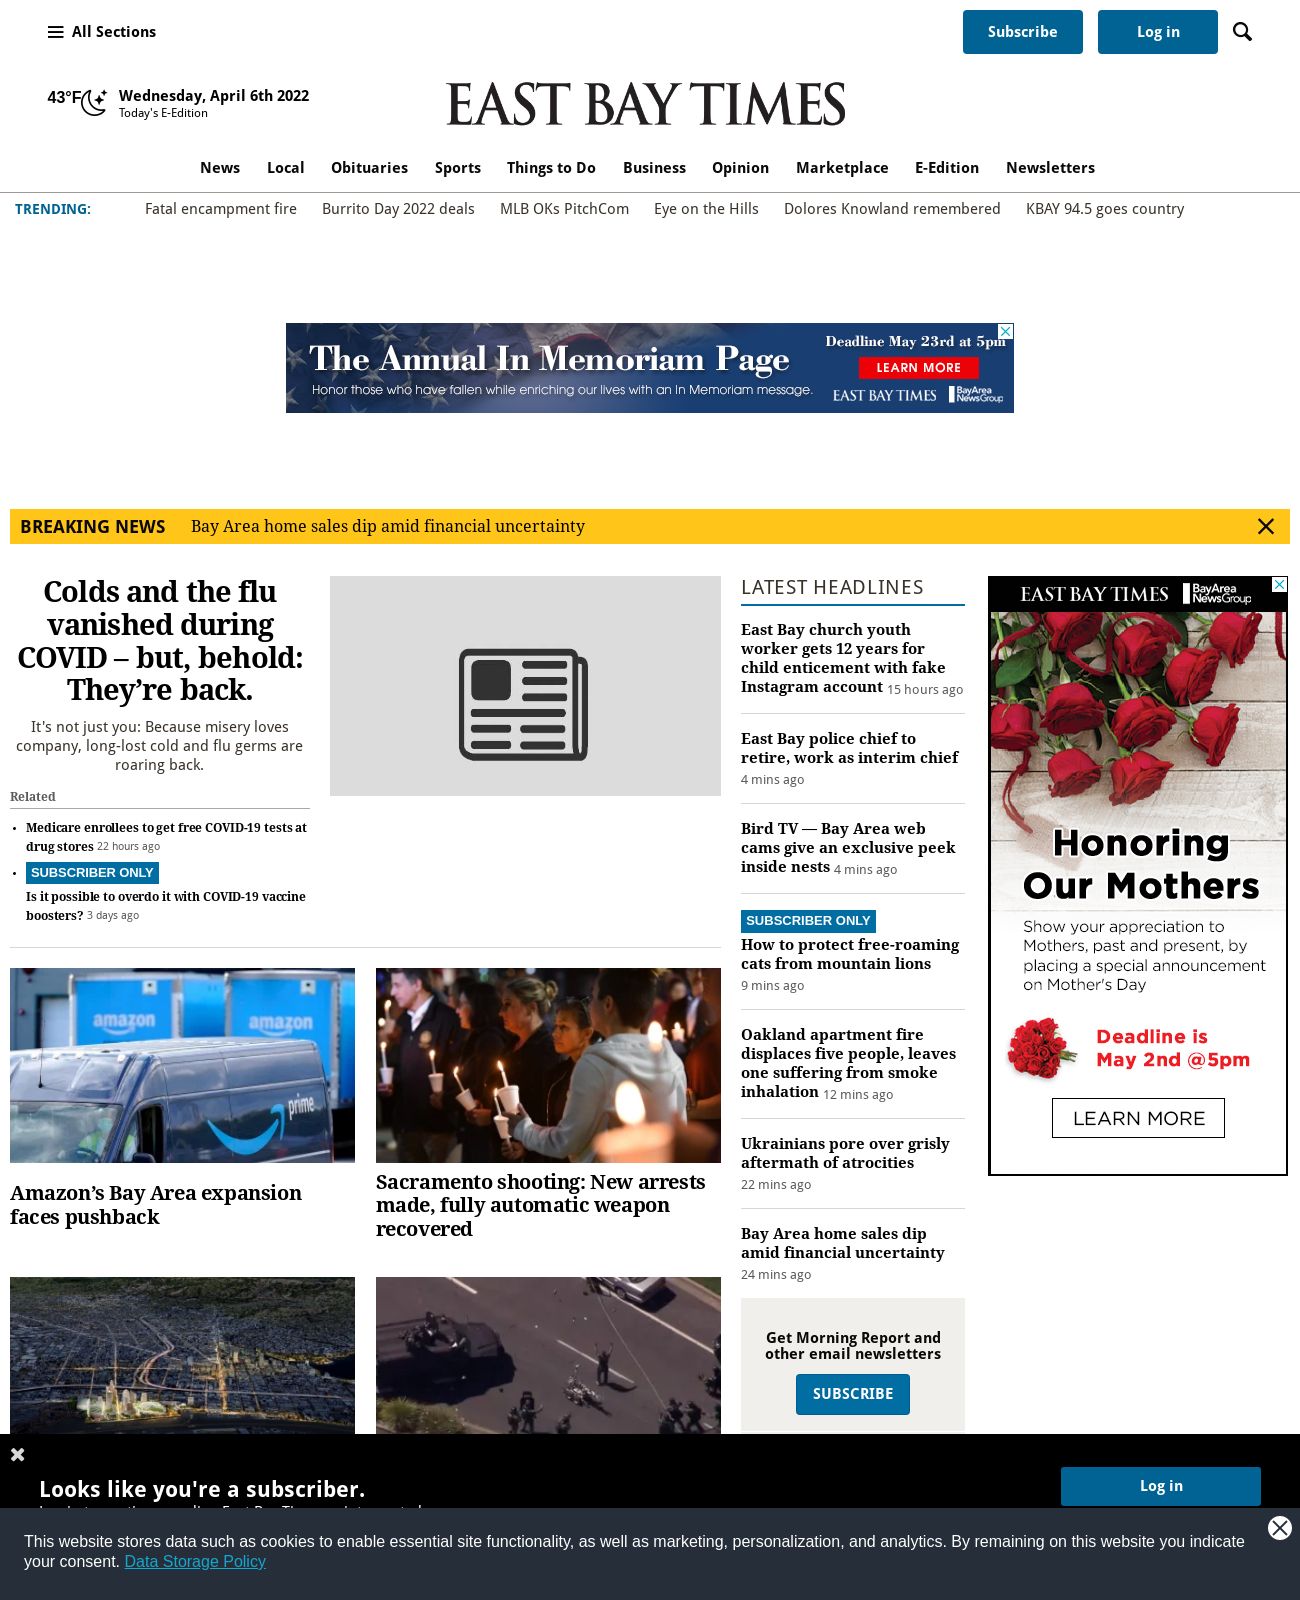 All Sections
Subscribe
Log in
43°F
Wednesday, April 6th 2022
Today's E-Edition
EAST BAY TIMES
News
Local
Obituaries
Sports
Things to Do
Business
Opinion
Marketplace
E-Edition
Newsletters
TRENDING:
Fatal encampment fire
Burrito Day 2022 deals
MLB OKs PitchCom
Eye on the Hills
Dolores Knowland remembered
KBAY 94.5 goes country
The Annual In Memoriam Page
Honor those who have fallen while enriching our lives with an In Memoriam message.
Deadline May 23rd at 5pm
LEARN MORE
EAST BAY TIMES
BayArea
NewsGroup
BREAKING NEWS
Bay Area home sales dip amid financial uncertainty
Colds and the flu
vanished during
COVID – but, behold:
They’re back.
It's not just you: Because misery loves
company, long-lost cold and flu germs are
roaring back.
Related
Medicare enrollees to get free COVID-19 tests at
drug stores 22 hours ago
SUBSCRIBER ONLY
Is it possible to overdo it with COVID-19 vaccine
boosters? 3 days ago
amazon
amazon
prime
Amazon’s Bay Area expansion
faces pushback
Sacramento shooting: New arrests
made, fully automatic weapon
recovered
LATEST HEADLINES
East Bay church youth
worker gets 12 years for
child enticement with fake
Instagram account 15 hours ago
East Bay police chief to
retire, work as interim chief
4 mins ago
Bird TV — Bay Area web
cams give an exclusive peek
inside nests 4 mins ago
SUBSCRIBER ONLY
How to protect free-roaming
cats from mountain lions
9 mins ago
Oakland apartment fire
displaces five people, leaves
one suffering from smoke
inhalation 12 mins ago
Ukrainians pore over grisly
aftermath of atrocities
22 mins ago
Bay Area home sales dip
amid financial uncertainty
24 mins ago
Get Morning Report and
other email newsletters
SUBSCRIBE
EAST BAY TIMES
BayArea
NewsGroup
Honoring
Our Mothers
Show your appreciation to
Mothers, past and present, by
placing a special announcement
on Mother's Day
Deadline is
May 2nd @5pm
LEARN MORE
Looks like you're a subscriber.
Log in
This website stores data such as cookies to enable essential site functionality, as well as marketing, personalization, and analytics. By remaining on this website you indicate
your consent. Data Storage Policy